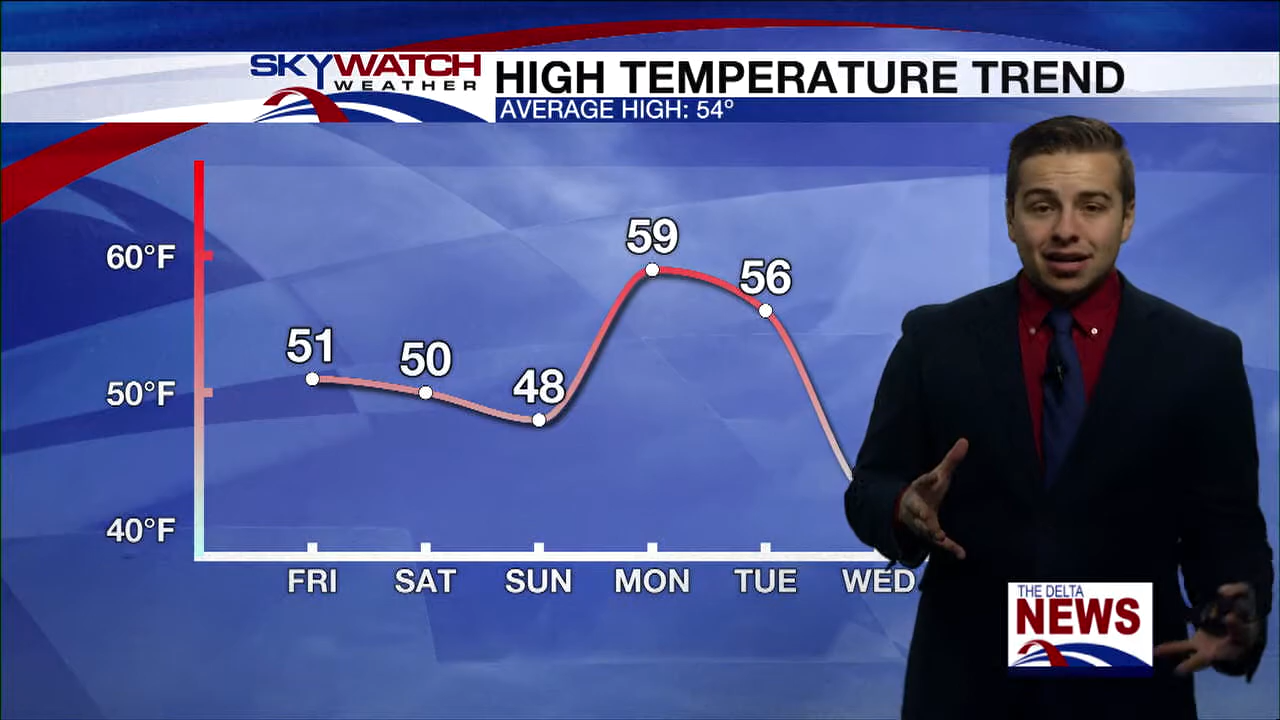 SKYWATCH
WEATHER
HIGH TEMPERATURE TREND
AVERAGE HIGH: 54°
59
60°F
56
51
50
48
50°F
40°F
FRI SAT SUN MON TUE WED
THE DELTA
NEWS